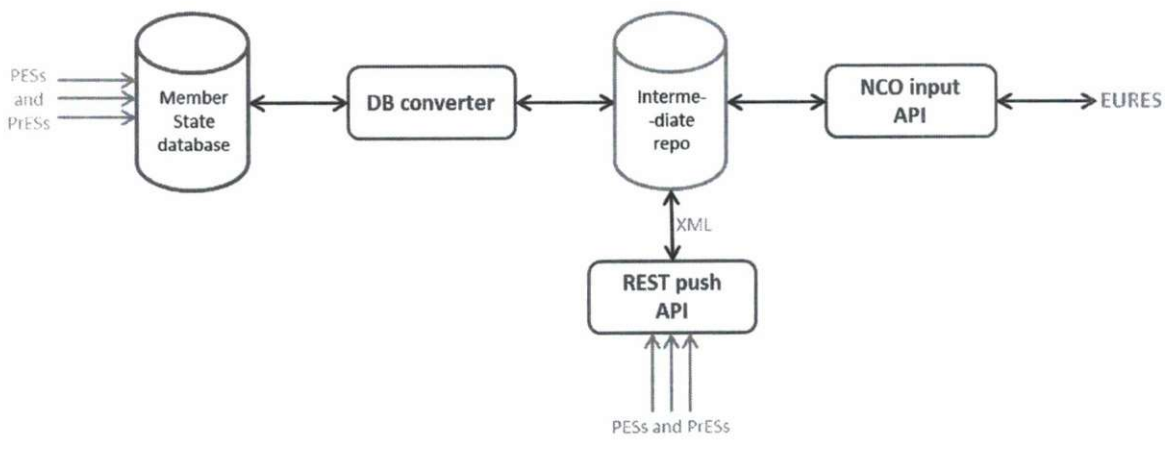 PESs
and
PrESs
Member
State
database
DB converter
Interme-
-diate
repo
NCO input
API
EURES
XML
REST push
API
PESs and PrESs